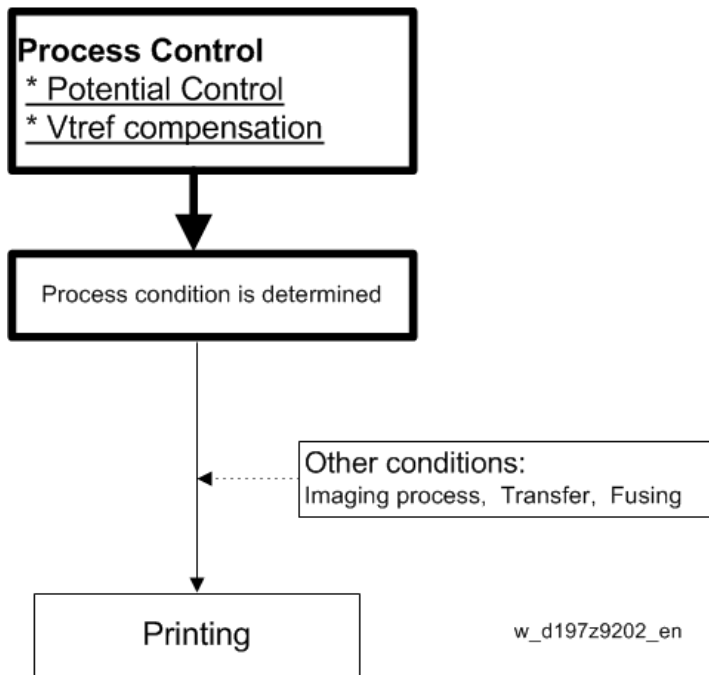 Process Control
* Potential Control
* Vtref compensation
Process condition is determined
Other conditions:
Imaging process, Transfer, Fusing
Printing
w_d197z9202_en